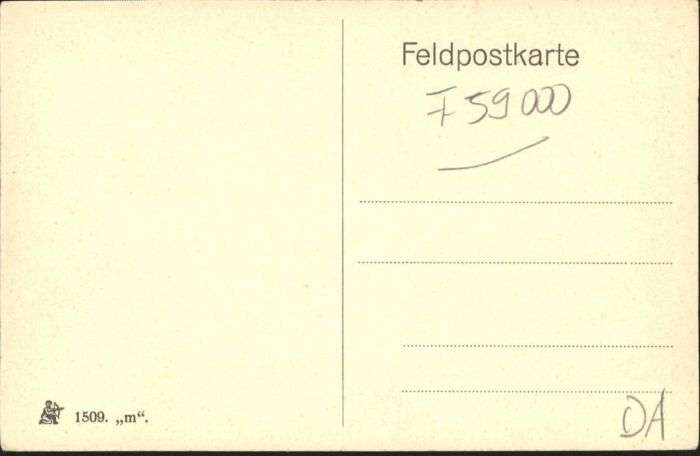 Feldpostkarte
F 59000
1509. „m“.
DA